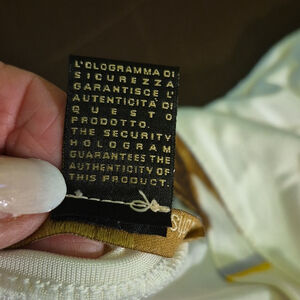 L'OLOGRAMMA DI
SICUREZZA
GARANTISCE L'
AUTENTICITÀ DI
QUESTO
PRODOTTO.
THE SECURITY
HOLOGRAM
GUARANTEES THE
AUTHENTICITY OF
THIS PRODUCT.